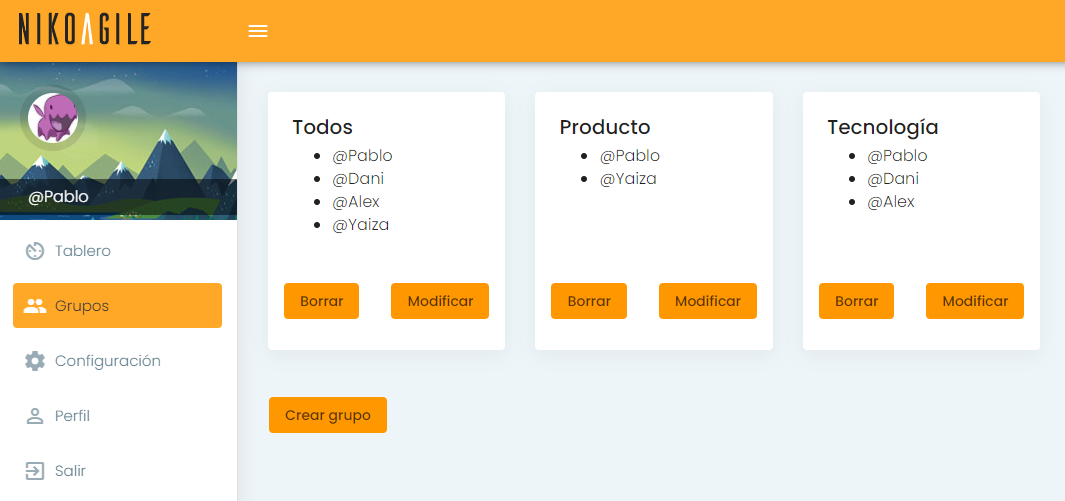 NIKOAGILE
@Pablo
Tablero
Grupos
Configuración
Perfil
Salir
Todos
@Pablo
@Dani
@Alex
@Yaiza
Borrar
Modificar
Producto
@Pablo
@Yaiza
Borrar
Modificar
Tecnología
@Pablo
@Dani
@Alex
Borrar
Modificar
Crear grupo